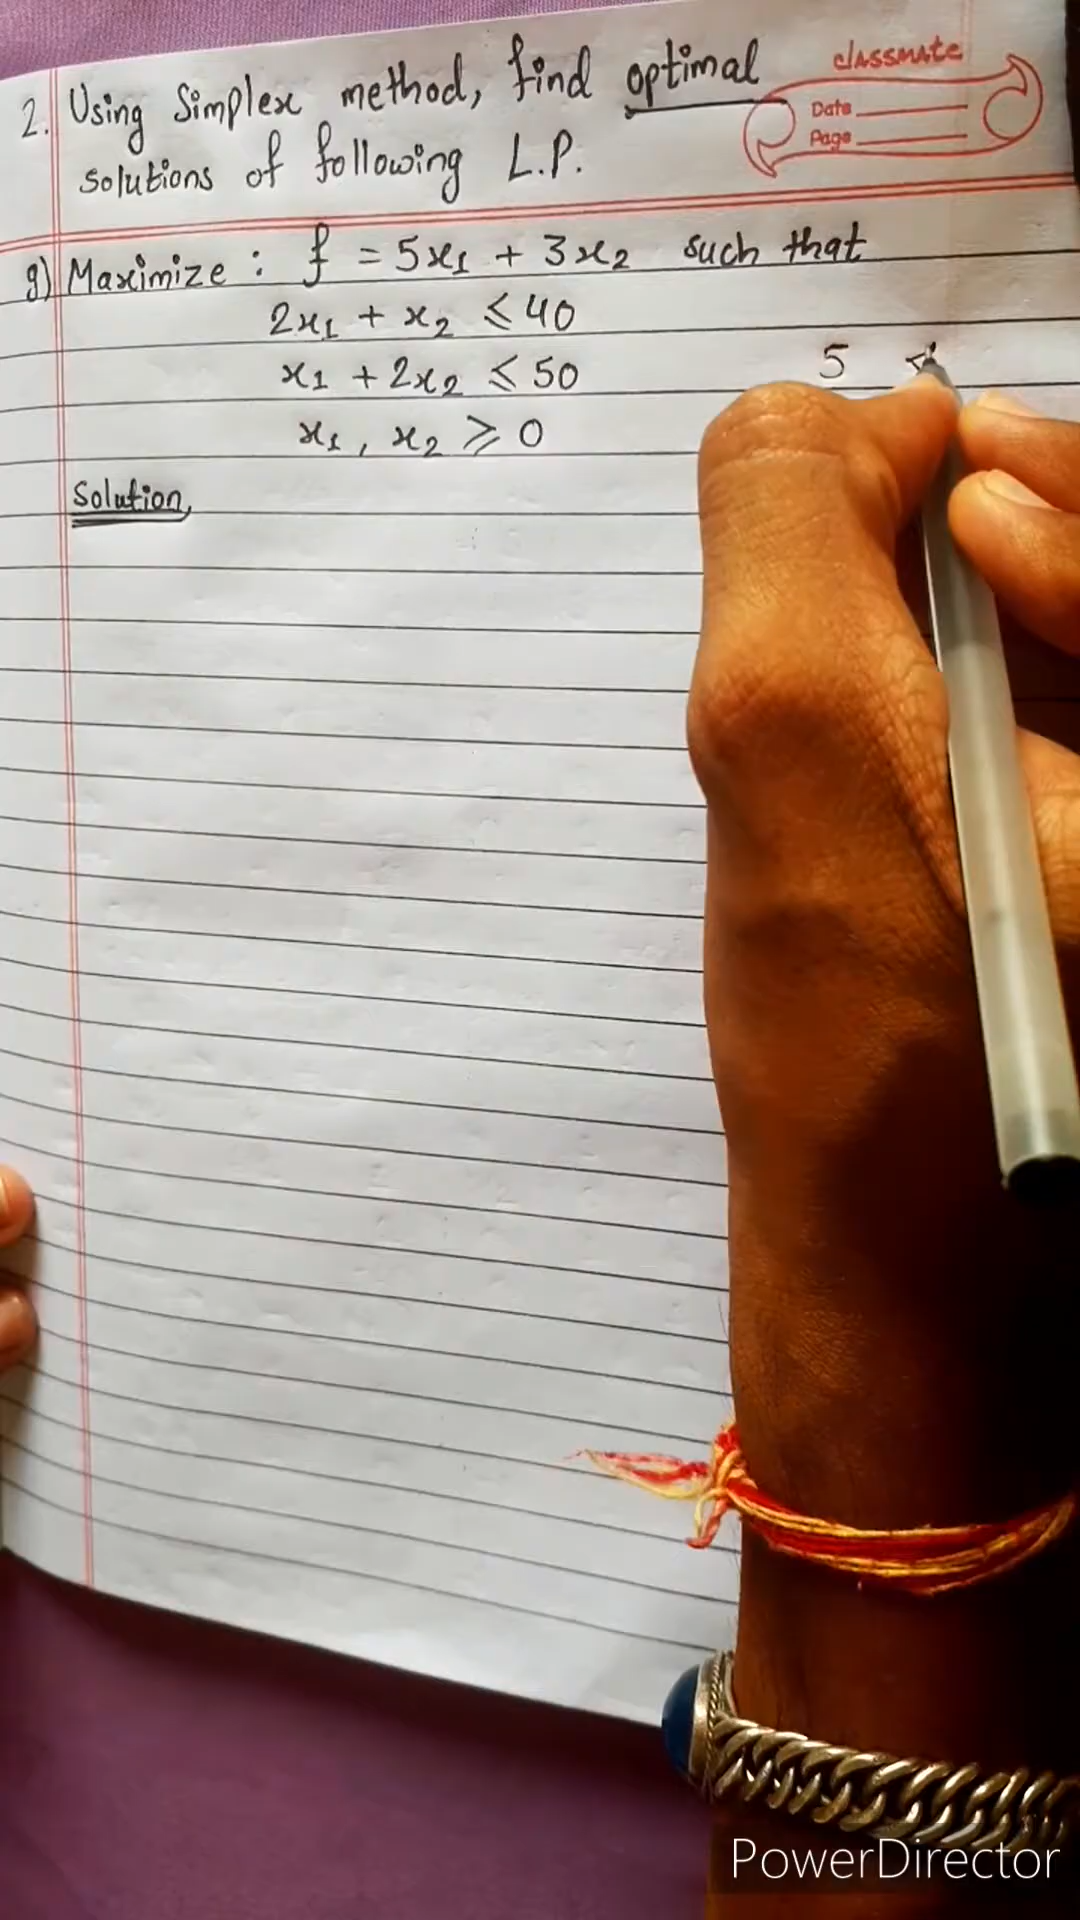 2. Using Simplex method, find optimal
solutions of following L.P.
classmate
Date
Page
g) Maximize : f = 5x₁ + 3x₂ such that
2x₁ + x₂ ⩽ 40
x₁ + 2x₂ ⩽ 50
x₁, x₂ ⩾ 0
5 <
Solution,
PowerDirector